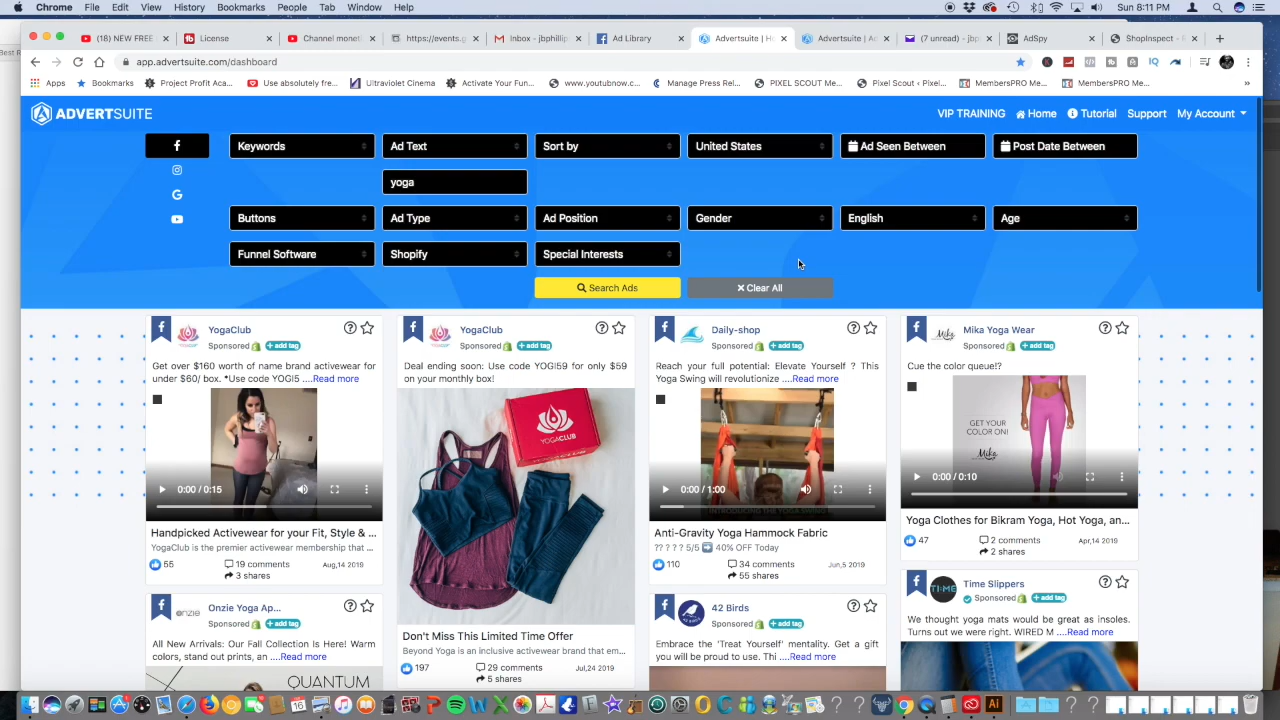 Chrome File Edit View History Bookmarks People Tab Window Help Sun 8:11 PM
(18) NEW FREE License Channel moneti https://events.g Inbox - jbphillip Ad Library Advertsuite | H Advertsuite | Ad (7 unread) - jbp AdSpy ShopInspect -
app.advertsuite.com/dashboard
Apps Bookmarks Project Profit Aca... Use absolutely fre... Ultraviolet Cinema Activate Your Fun... www.youtubnow.c... Manage Press Rel... PIXEL SCOUT Me... Pixel Scout ‹ Pixel... MembersPRO Me... MembersPRO Me... »
ADVERTSUITE VIP TRAINING Home Tutorial Support My Account
Keywords Ad Text Sort by United States Ad Seen Between Post Date Between
yoga
Buttons Ad Type Ad Position Gender English Age
Funnel Software Shopify Special Interests
Search Ads Clear All
YogaClub
Sponsored + add tag
Get over $160 worth of name brand activewear for
under $60/ box. *Use code YOGI5 ....Read more
0:00 / 0:15
Handpicked Activewear for your Fit, Style & ...
YogaClub is the premier activewear membership that ...
55 19 comments Aug,14 2019
3 shares
Onzie Yoga Ap...
Sponsored + add tag
All New Arrivals: Our Fall Collection Is Here! Warm
colors, stand out prints, an ....Read more
QUANTUM
YogaClub
Sponsored + add tag
Deal ending soon: Use code YOGI59 for only $59
on your monthly box!
YOGACLUB
Don't Miss This Limited Time Offer
Beyond Yoga is an inclusive activewear brand that em...
197 29 comments Jul,24 2019
5 shares
Daily-shop
Sponsored + add tag
Reach your full potential: Elevate Yourself ? This
Yoga Swing will revolutionize ....Read more
INTRODUCING THE YOGA SWING
0:00 / 1:00
Anti-Gravity Yoga Hammock Fabric
?? ? ? ? 5/5 ➡ 40% OFF Today
110 34 comments Jun,5 2019
55 shares
42 Birds
Sponsored + add tag
Embrace the 'Treat Yourself' mentality. Get a gift
you will be proud to use. Thi ....Read more
Mika Yoga Wear
Sponsored + add tag
Cue the color queue!?
GET YOUR
COLOR ON!
Mika
0:00 / 0:10
Yoga Clothes for Bikram Yoga, Hot Yoga, an...
47 2 comments Apr,14 2019
2 shares
Time Slippers
Sponsored + add tag
We thought yoga mats would be great as insoles.
Turns out we were right. WIRED M ....Read more